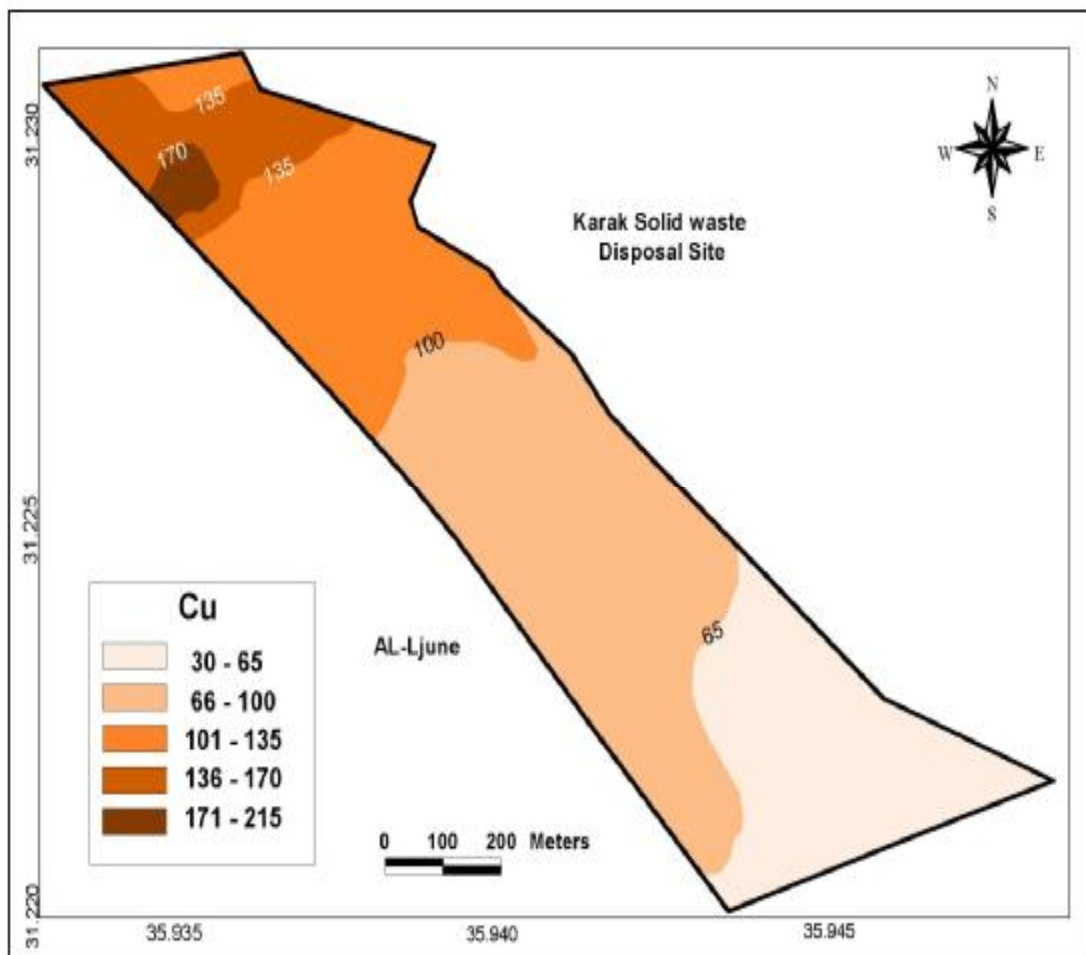 N
W E
S
135
170
135
Karak Solid waste
Disposal Site
100
65
AL-Ljune
Cu
30 - 65
66 - 100
101 - 135
136 - 170
171 - 215
0 100 200 Meters
31.230
31.225
31.220
35.935 35.940 35.945